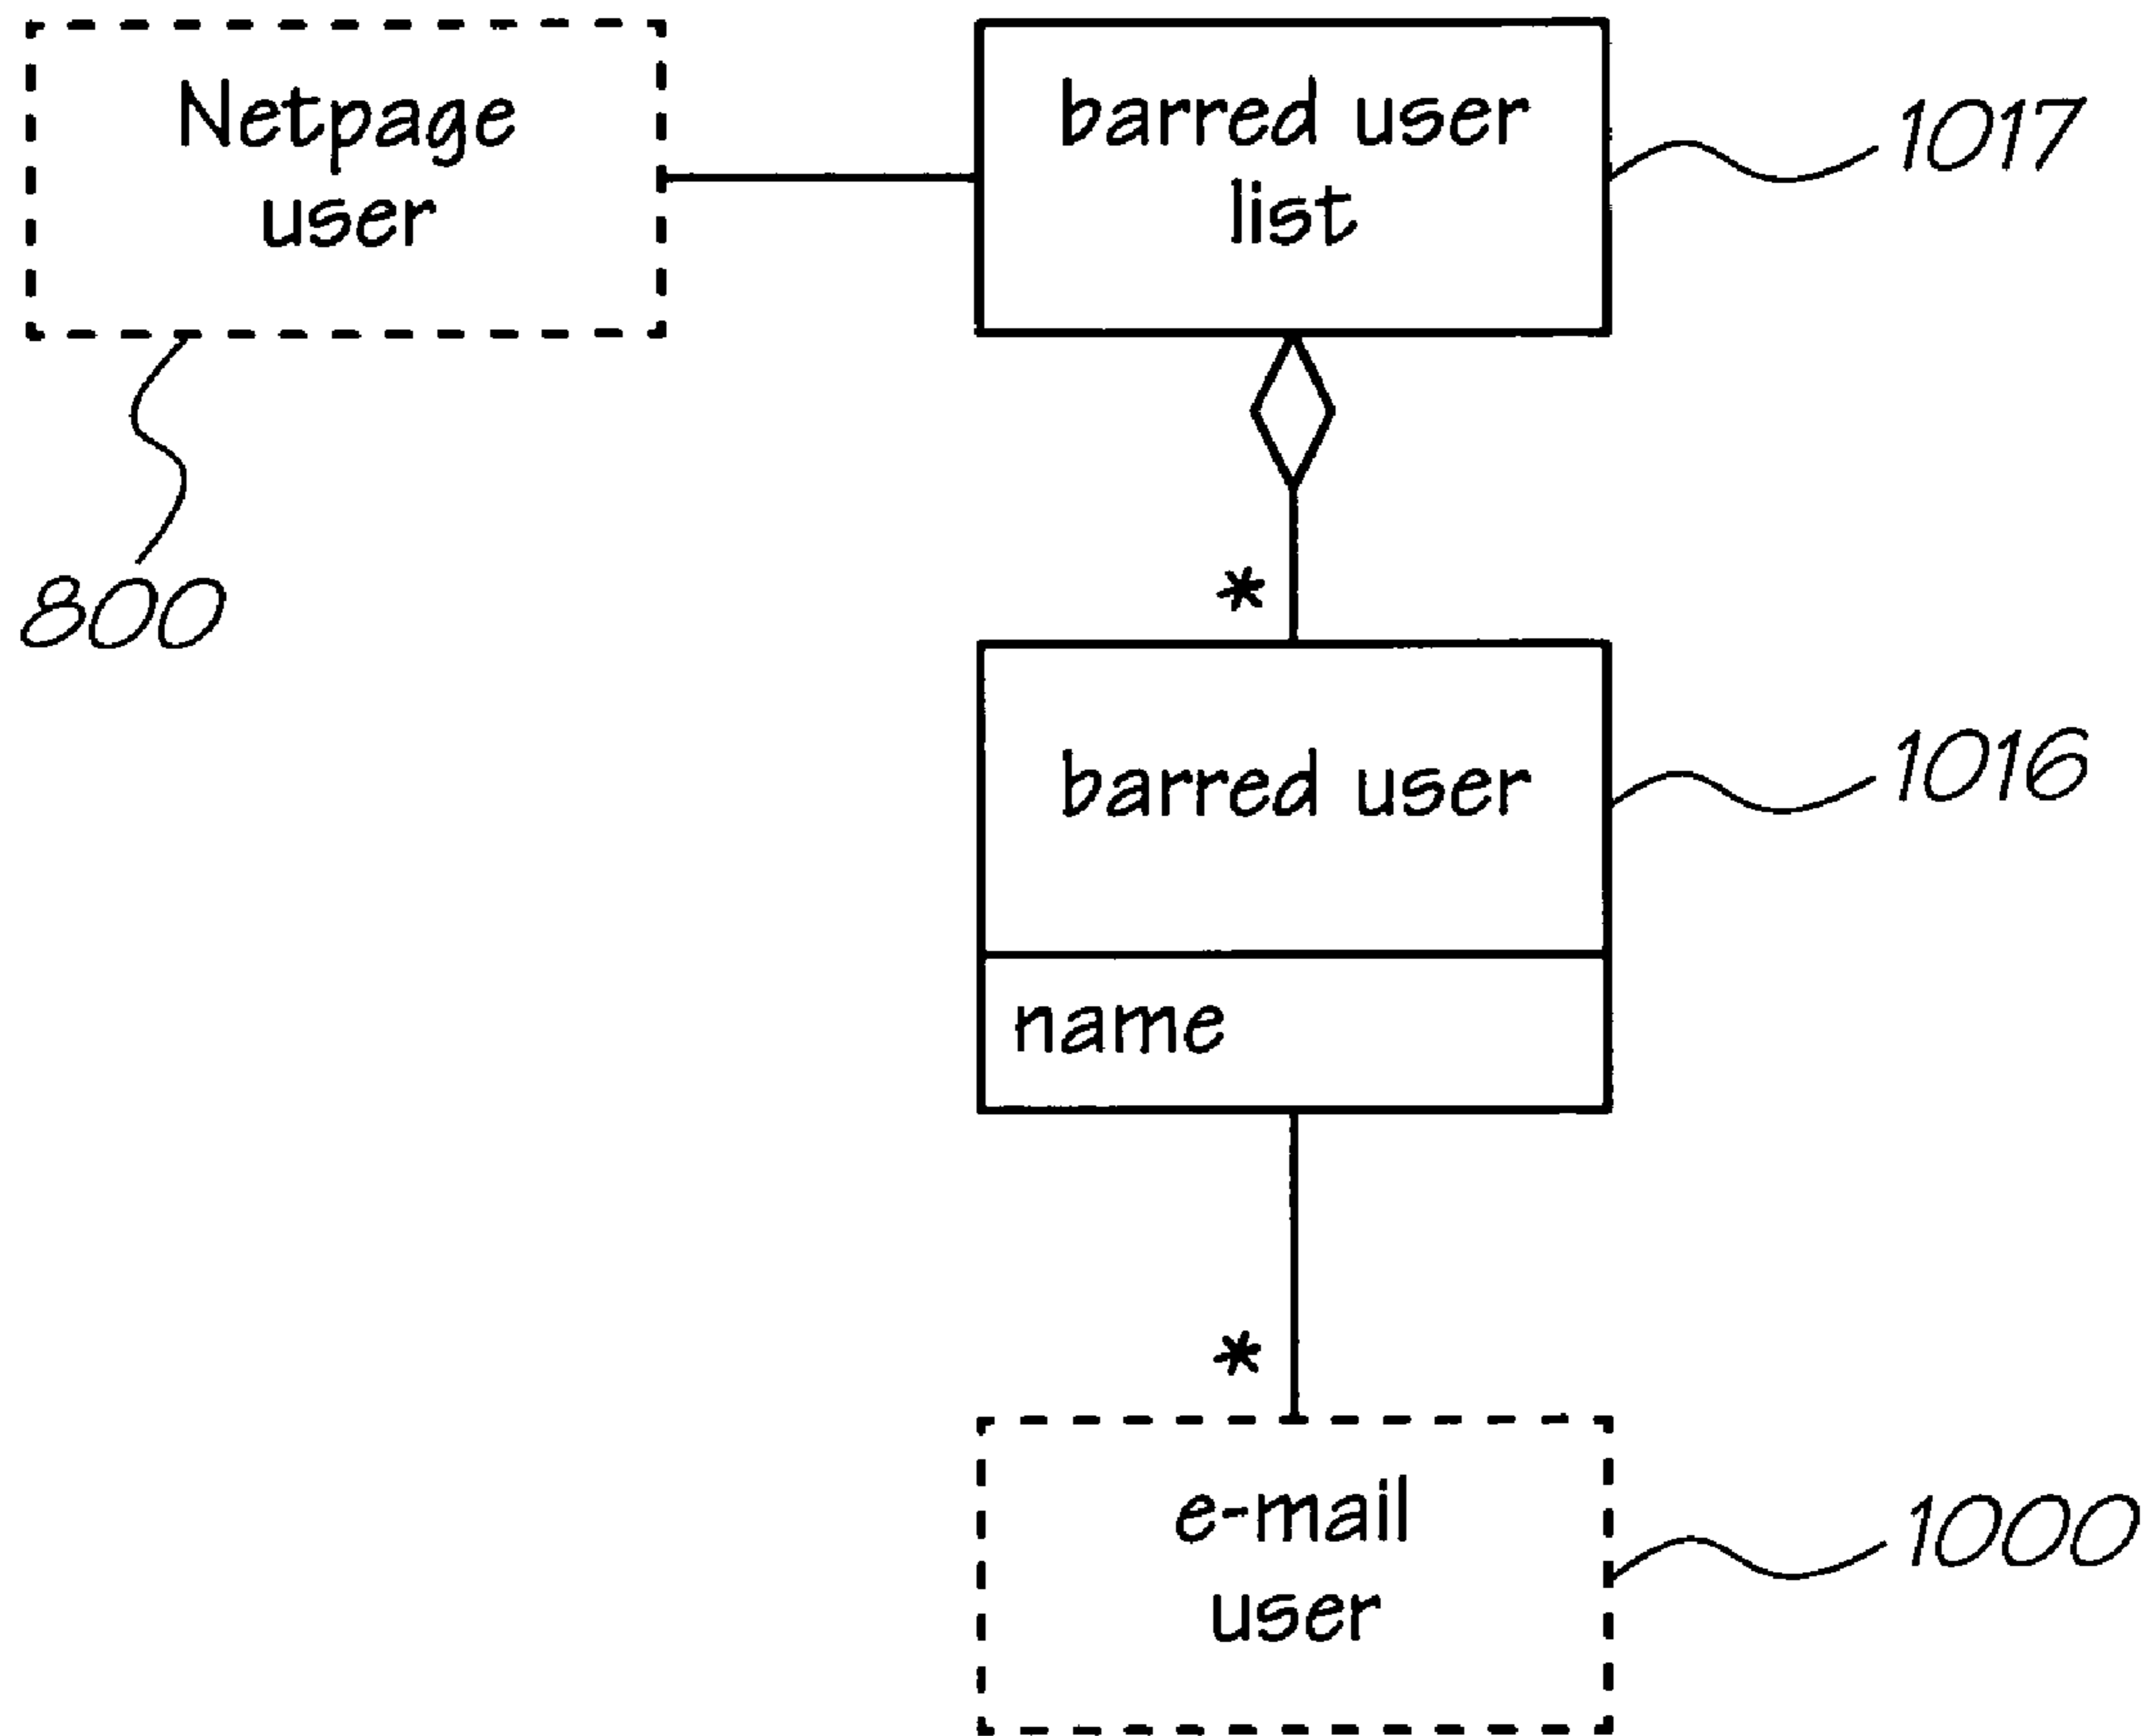 Netpage
user
barred user
list
1017
800
*
barred user
1016
name
*
e-mail
user
1000